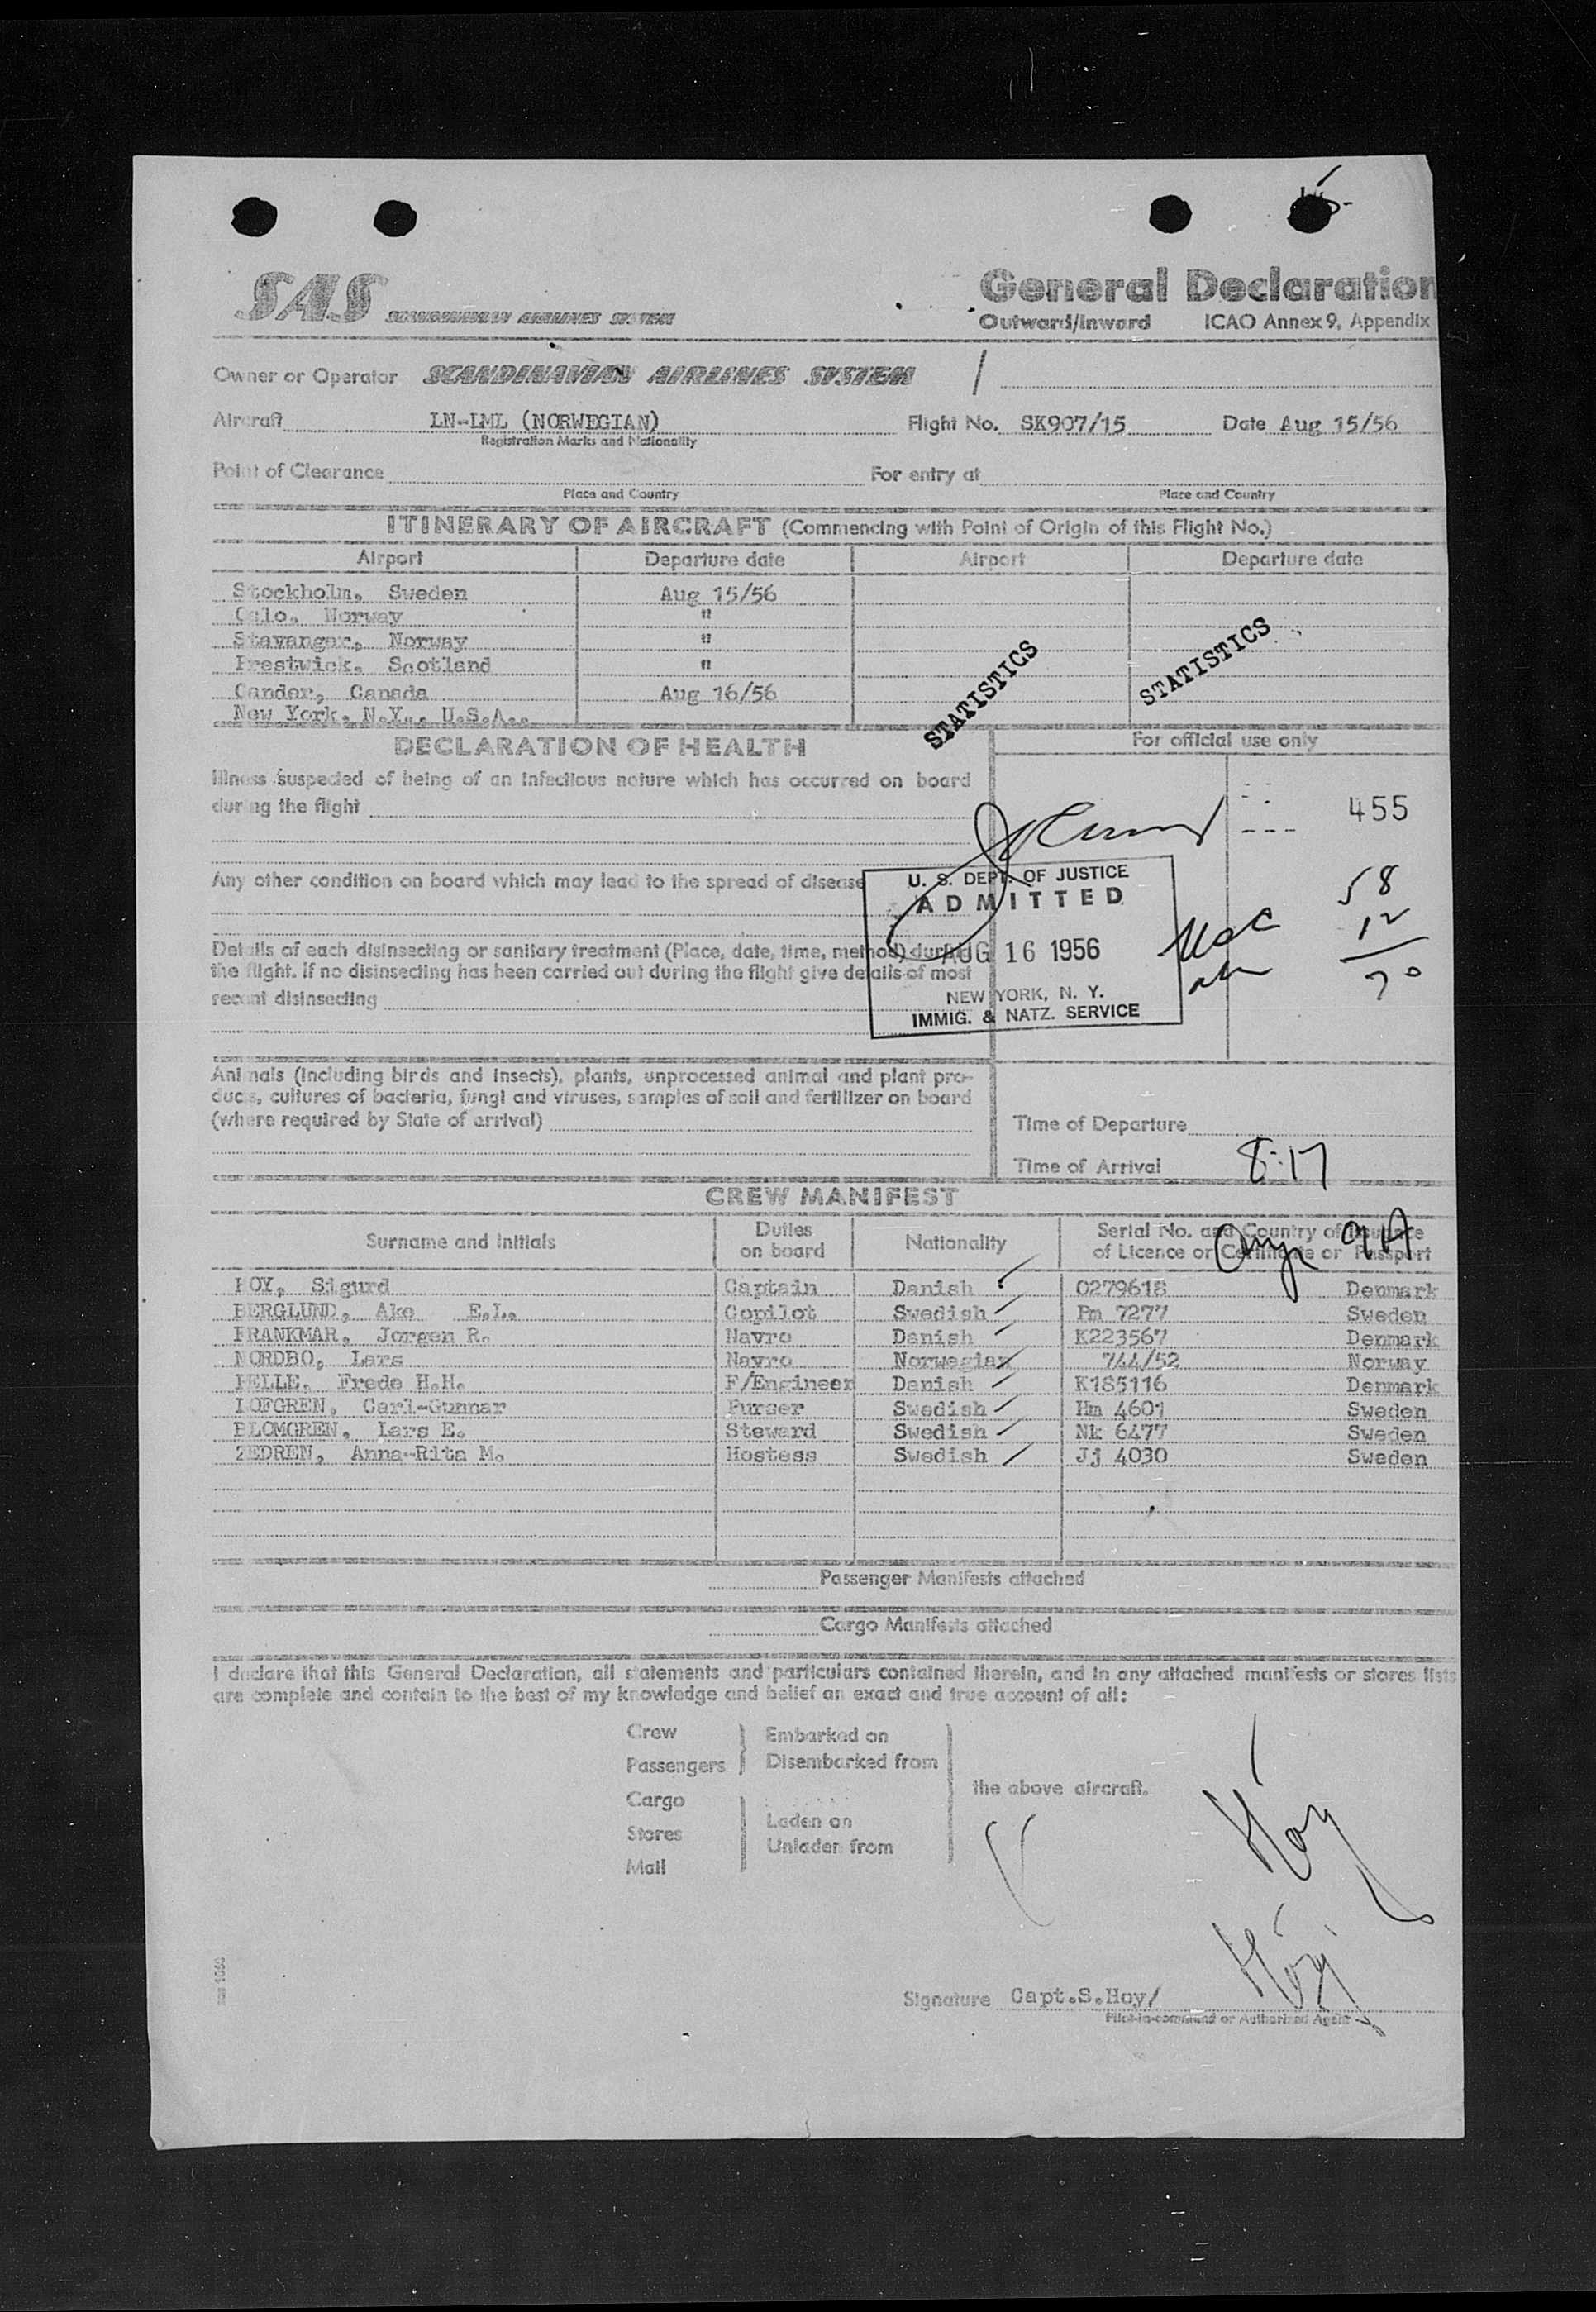 SAS SCANDINAVIAN AIRLINES SYSTEM
General Declaration
Outward/Inward ICAO Annex 9, Appendix
Owner or Operator SCANDINAVIAN AIRLINES SYSTEM
Aircraft LN-LML (NORWEGIAN) Flight No. SK907/15 Date Aug 15/56
Registration Marks and Nationality
Point of Clearance For entry at
Place and Country Place and Country
ITINERARY OF AIRCRAFT (Commencing with Point of Origin of this Flight No.)
Airport Departure date Airport Departure date
Stockholm, Sweden Aug 15/56
Oslo, Norway "
Stavanger, Norway "
Prestwick, Scotland "
Gander, Canada Aug 16/56
New York, N.Y., U.S.A..
STATISTICS
STATISTICS
DECLARATION OF HEALTH
For official use only
Illness suspected of being of an infectious nature which has occurred on board
during the flight
455
58
12
70
Any other condition on board which may lead to the spread of disease
U. S. DEPT. OF JUSTICE
ADMITTED
AUG 16 1956
NEW YORK, N. Y.
IMMIG. & NATZ. SERVICE
Details of each disinsecting or sanitary treatment (Place, date, time, method) during
the flight. If no disinsecting has been carried out during the flight give details of most
recent disinsecting
Animals (including birds and insects), plants, unprocessed animal and plant pro-
ducts, cultures of bacteria, fungi and viruses, samples of soil and fertilizer on board
(where required by State of arrival)
Time of Departure
Time of Arrival 8:17
CREW MANIFEST
Surname and Initials Duties on board Nationality Serial No. and Country of Issuance of Licence or Certificate or Passport
9A
HOY, Sigurd Captain Danish 0279618 Denmark
BERGLUND, Ake E.L. Copilot Swedish Pm 7277 Sweden
FRANKMAR, Jorgen R. Navro Danish K223567 Denmark
NORDBO, Lars Navro Norwegian 744/52 Norway
PELLE, Frede H.H. F/Engineer Danish K185116 Denmark
LOFGREN, Carl-Gunnar Purser Swedish Hm 4601 Sweden
BLOMGREN, Lars E. Steward Swedish Nk 6477 Sweden
ZEDREN, Anna-Rita M. Hostess Swedish Jj 4030 Sweden
Passenger Manifests attached
Cargo Manifests attached
I declare that this General Declaration, all statements and particulars contained therein, and in any attached manifests or stores lists
are complete and contain to the best of my knowledge and belief an exact and true account of all:
Crew Embarked on
Passengers Disembarked from
the above aircraft.
Cargo
Stores Laden on
Unladen from
Mail
Hoy
Hoy
Signature Capt.S.Hoy/
Pilot-in-command or Authorized Agent